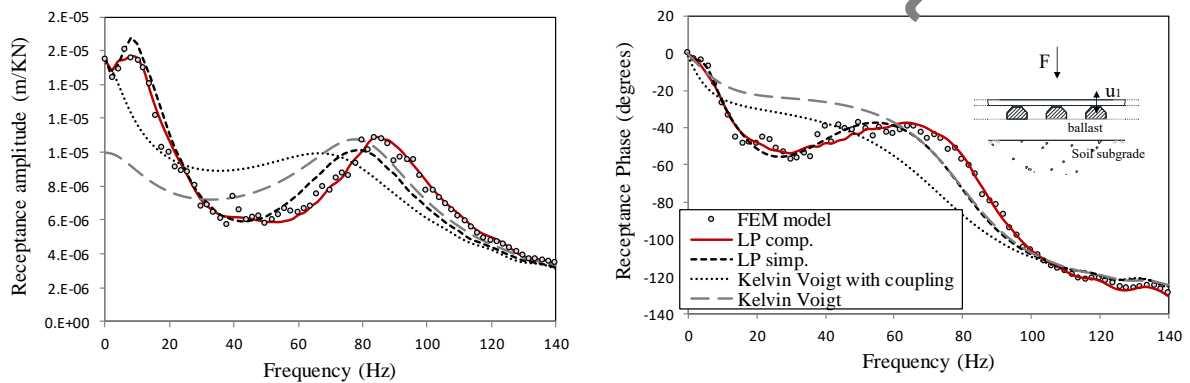 2.E-05
2.E-05
1.E-05
1.E-05
1.E-05
8.E-06
6.E-06
4.E-06
2.E-06
0.E+00
Receptance amplitude (m/KN)
0 20 40 60 80 100 120 140
Frequency (Hz)
20
0
-20
-40
-60
-80
-100
-120
-140
Receptance Phase (degrees)
F
u1
ballast
Soif subgrade
FEM model
LP comp.
LP simp.
Kelvin Voigt with coupling
Kelvin Voigt
0 20 40 60 80 100 120 140
Frequency (Hz)